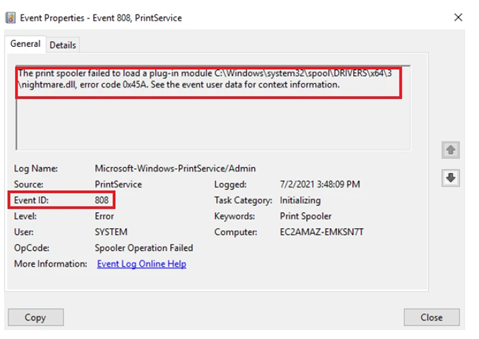 Event Properties - Event 808, PrintService
General Details
The print spooler failed to load a plug-in module C:\Windows\system32\spool\DRIVERS\x64\3
\nightmare.dll, error code 0x45A. See the event user data for context information.
Log Name: Microsoft-Windows-PrintService/Admin
Source: PrintService Logged: 7/2/2021 3:48:09 PM
Event ID: 808 Task Category: Initializing
Level: Error Keywords: Print Spooler
User: SYSTEM Computer: EC2AMAZ-EMKSN7T
OpCode: Spooler Operation Failed
More Information: Event Log Online Help
Copy Close